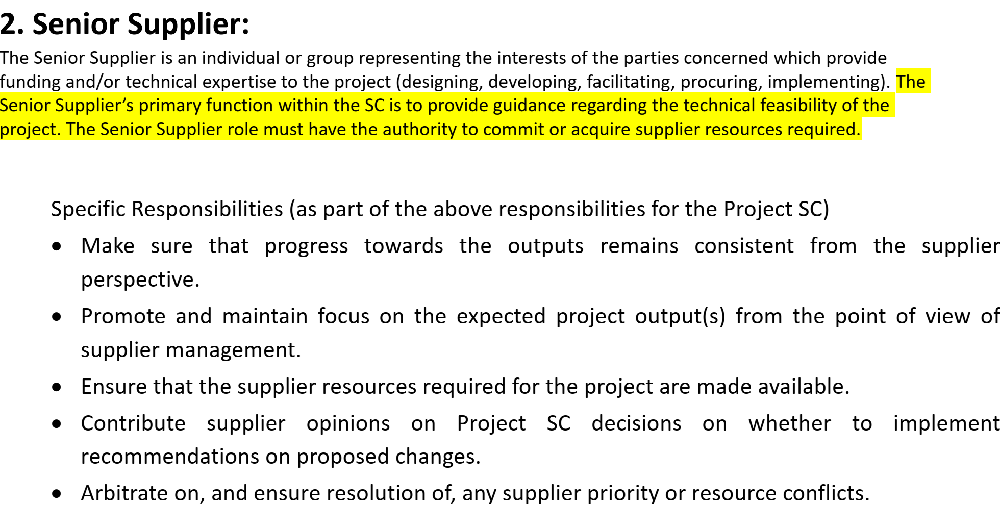 2. Senior Supplier:
The Senior Supplier is an individual or group representing the interests of the parties concerned which provide
funding and/or technical expertise to the project (designing, developing, facilitating, procuring, implementing). The
Senior Supplier’s primary function within the SC is to provide guidance regarding the technical feasibility of the
project. The Senior Supplier role must have the authority to commit or acquire supplier resources required.
Specific Responsibilities (as part of the above responsibilities for the Project SC)
• Make sure that progress towards the outputs remains consistent from the supplier
perspective.
• Promote and maintain focus on the expected project output(s) from the point of view of
supplier management.
• Ensure that the supplier resources required for the project are made available.
• Contribute supplier opinions on Project SC decisions on whether to implement
recommendations on proposed changes.
• Arbitrate on, and ensure resolution of, any supplier priority or resource conflicts.